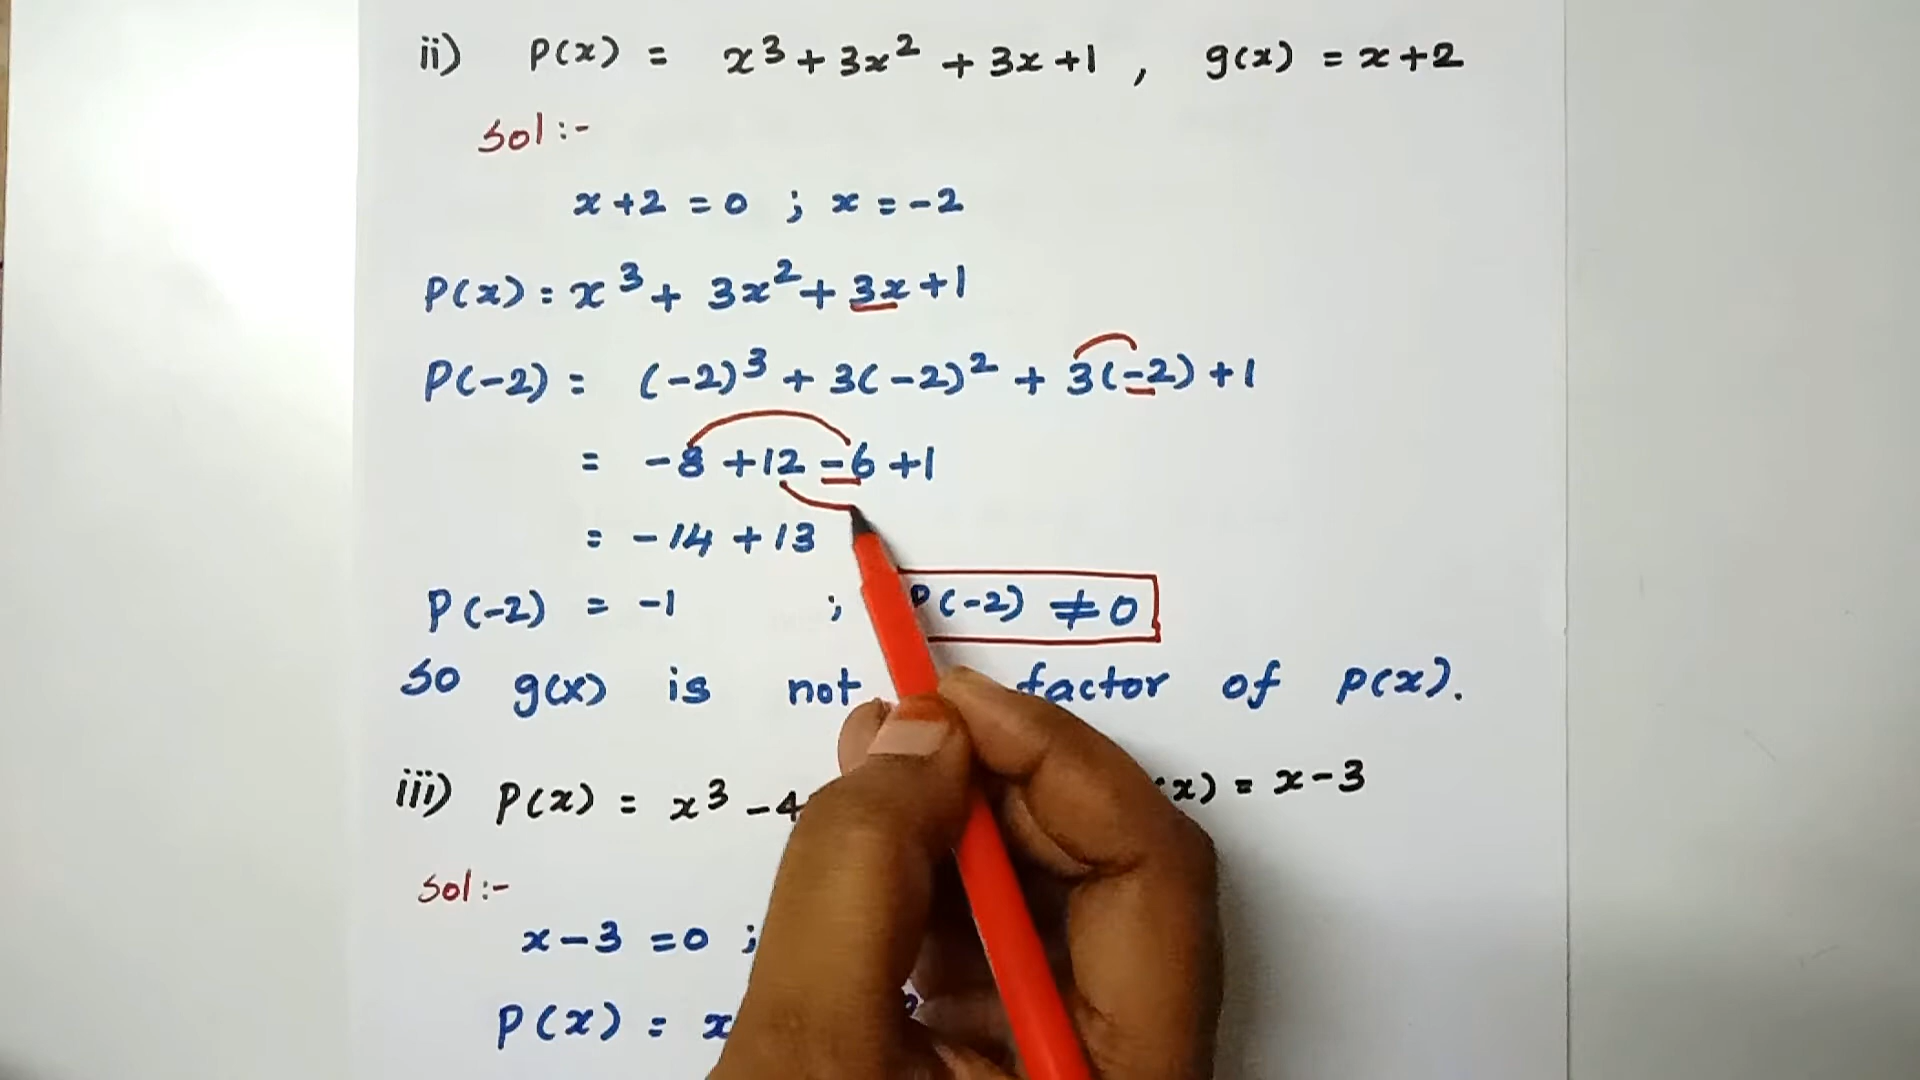 ii) P(x) = x³ + 3x² + 3x + 1 , g(x) = x + 2
Sol :-
x + 2 = 0 ; x = -2
P(x) = x³ + 3x² + 3x + 1
P(-2) = (-2)³ + 3(-2)² + 3(-2) + 1
= -8 + 12 - 6 + 1
= -14 + 13
P(-2) = -1 ; P(-2) ≠ 0
So g(x) is not factor of p(x).
iii) P(x) = x³ - 4 (x) = x - 3
Sol :-
x - 3 = 0 ;
P(x) = x